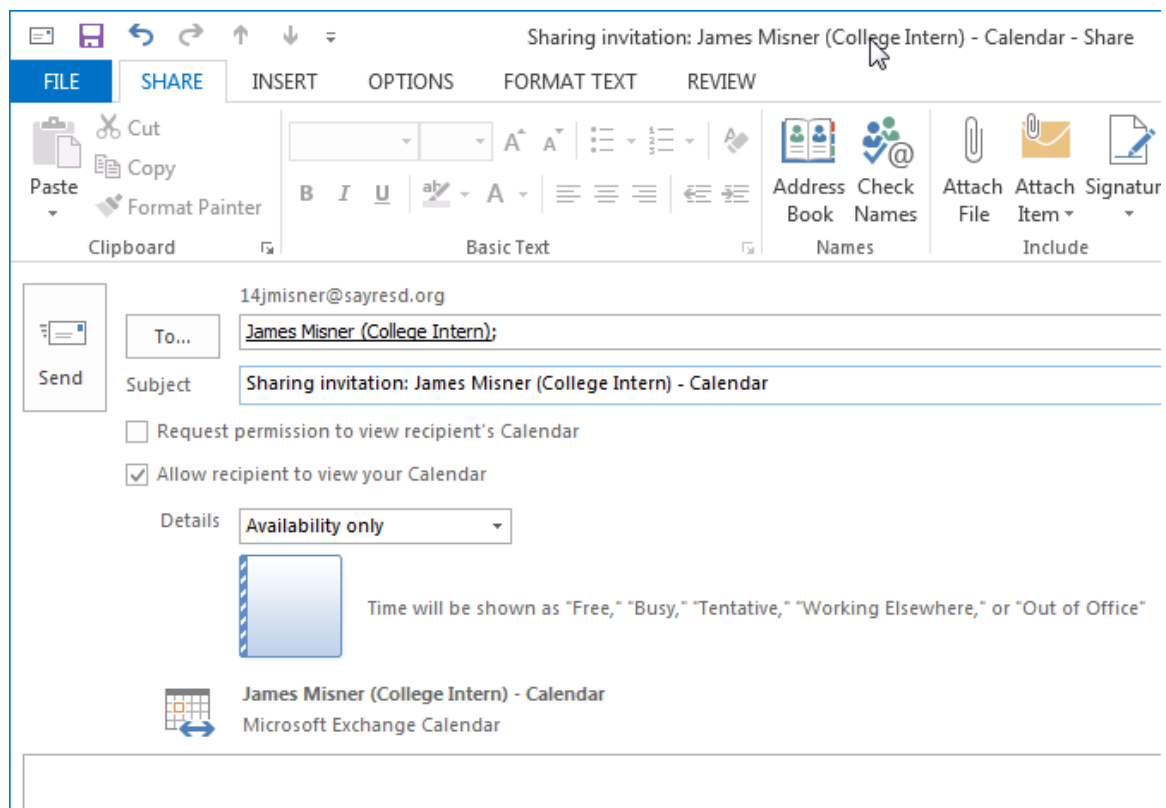 Sharing invitation: James Misner (College Intern) - Calendar - Share
FILE SHARE INSERT OPTIONS FORMAT TEXT REVIEW
Paste
Cut
Copy
Format Painter
Clipboard
B I U A
Basic Text
Address Book
Check Names
Names
Attach File
Attach Item
Signatur
Include
Send
14jmisner@sayresd.org
To...
James Misner (College Intern);
Subject
Sharing invitation: James Misner (College Intern) - Calendar
Request permission to view recipient's Calendar
Allow recipient to view your Calendar
Details
Availability only
Time will be shown as "Free," "Busy," "Tentative," "Working Elsewhere," or "Out of Office"
James Misner (College Intern) - Calendar
Microsoft Exchange Calendar